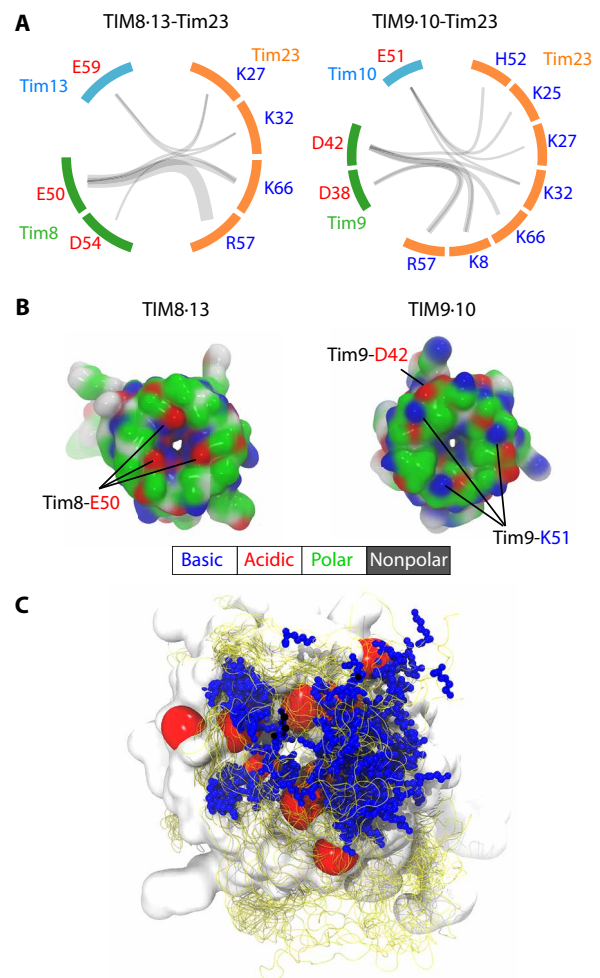 A
TIM8·13-Tim23
TIM9·10-Tim23
E59
Tim23
Tim13
K27
K32
E50
K66
Tim8
D54
R57
E51
H52
Tim23
Tim10
K25
D42
K27
D38
K32
Tim9
K66
R57
K8
B
TIM8·13
TIM9·10
Tim9-D42
Tim8-E50
Tim9-K51
Basic Acidic Polar Nonpolar
C